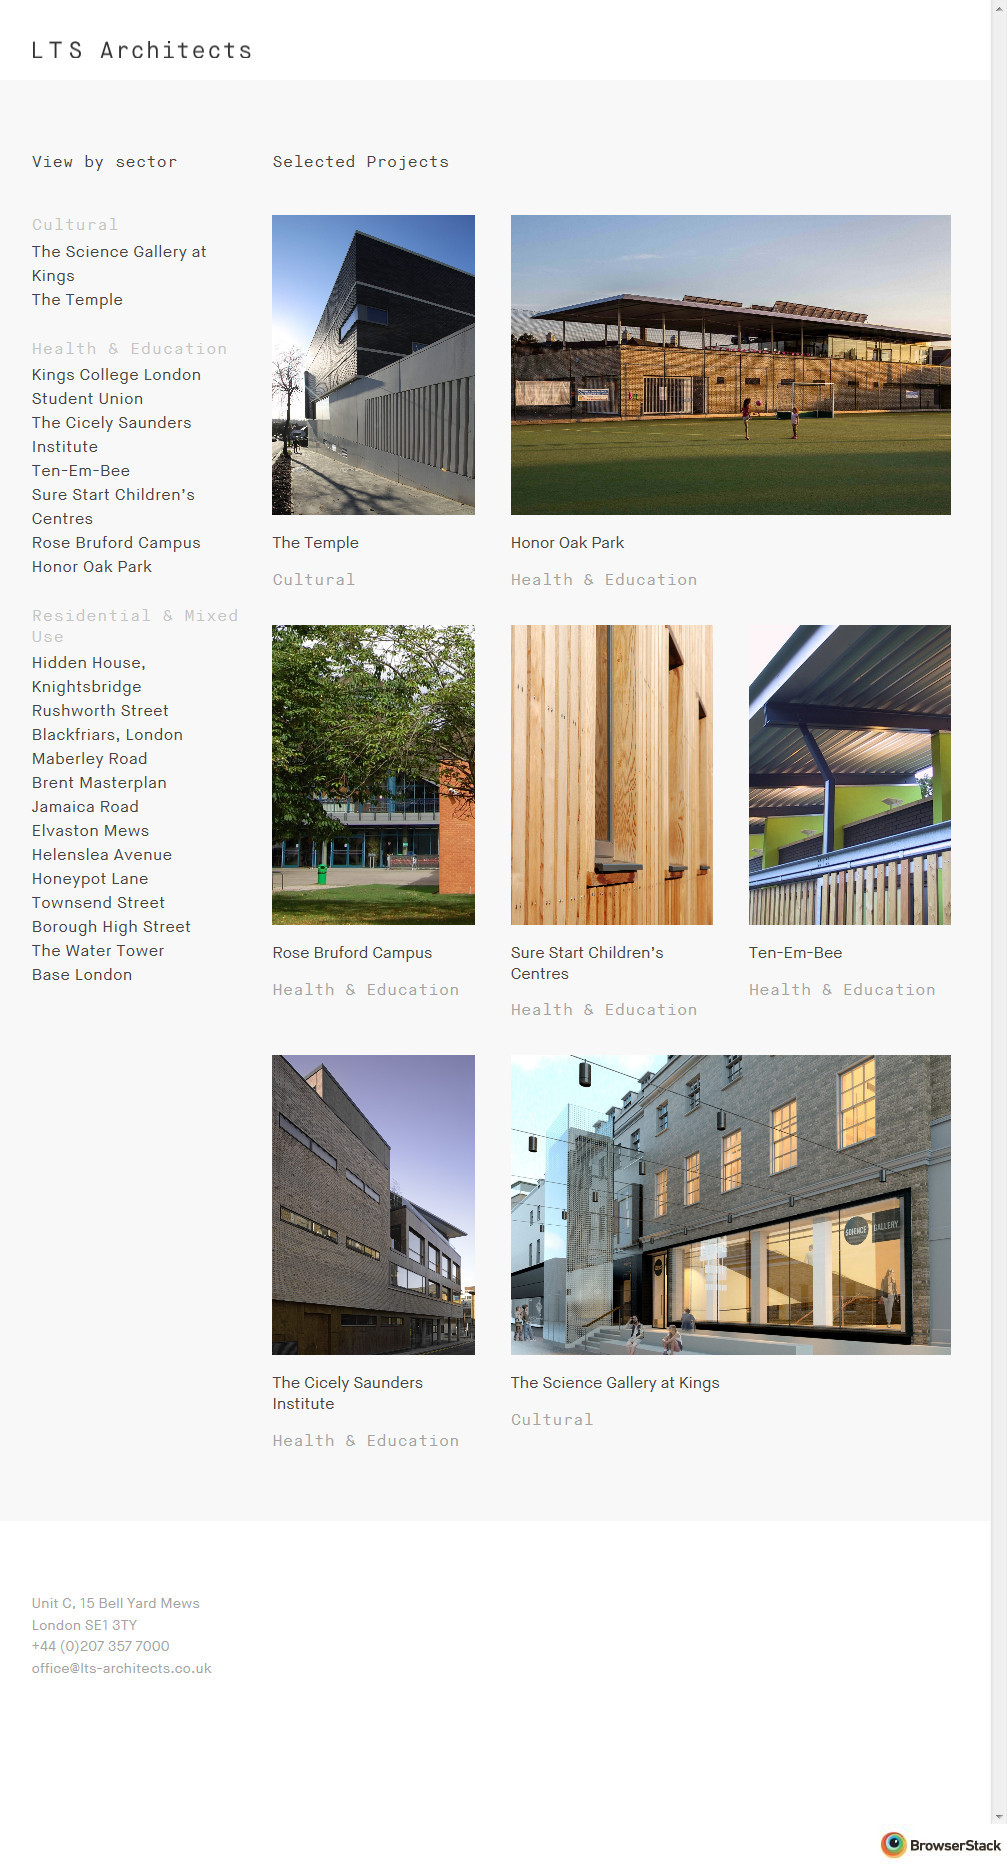 LTS Architects
View by sector
Cultural
The Science Gallery at
Kings
The Temple
Health & Education
Kings College London
Student Union
The Cicely Saunders
Institute
Ten-Em-Bee
Sure Start Children’s
Centres
Rose Bruford Campus
Honor Oak Park
Residential & Mixed
Use
Hidden House,
Knightsbridge
Rushworth Street
Blackfriars, London
Maberley Road
Brent Masterplan
Jamaica Road
Elvaston Mews
Helenslea Avenue
Honeypot Lane
Townsend Street
Borough High Street
The Water Tower
Base London
Selected Projects
The Temple
Cultural
Honor Oak Park
Health & Education
Rose Bruford Campus
Health & Education
Sure Start Children’s
Centres
Health & Education
Ten-Em-Bee
Health & Education
The Cicely Saunders
Institute
Health & Education
SCIENCE
GALLERY
The Science Gallery at Kings
Cultural
Unit C, 15 Bell Yard Mews
London SE1 3TY
+44 (0)207 357 7000
office@lts-architects.co.uk
BrowserStack